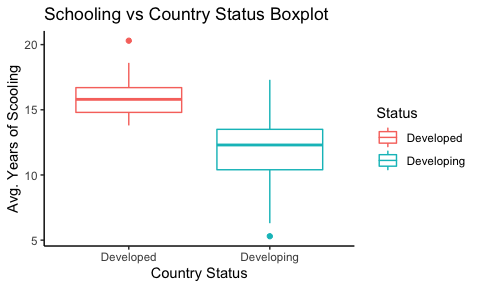 Schooling vs Country Status Boxplot
20
15
10
5
Avg. Years of Scooling
Developed
Developing
Country Status
Status
Developed
Developing